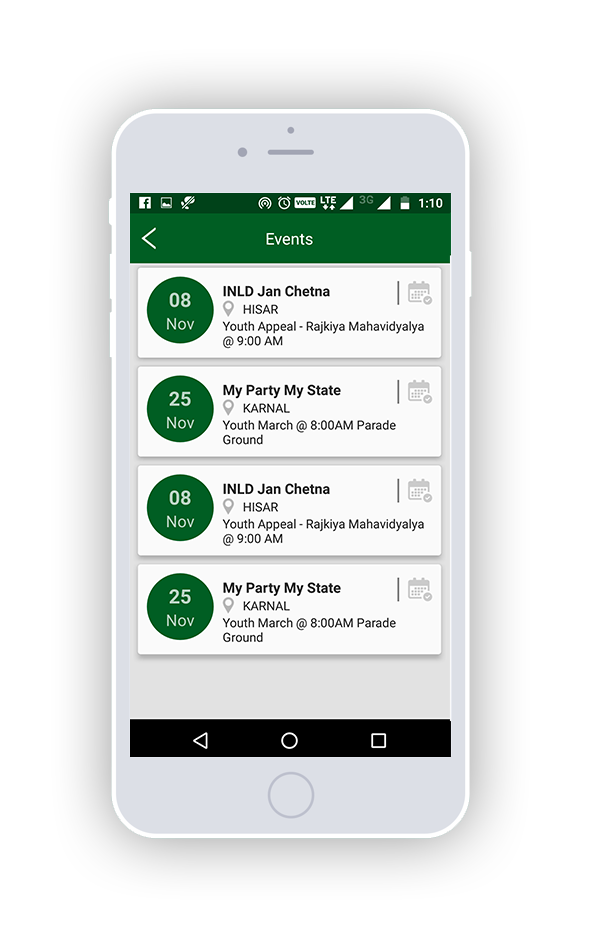 VOLTE LTE 3G 1:10
Events
08
Nov
INLD Jan Chetna
HISAR
Youth Appeal - Rajkiya Mahavidyalya
@ 9:00 AM
25
Nov
My Party My State
KARNAL
Youth March @ 8:00AM Parade
Ground
08
Nov
INLD Jan Chetna
HISAR
Youth Appeal - Rajkiya Mahavidyalya
@ 9:00 AM
25
Nov
My Party My State
KARNAL
Youth March @ 8:00AM Parade
Ground